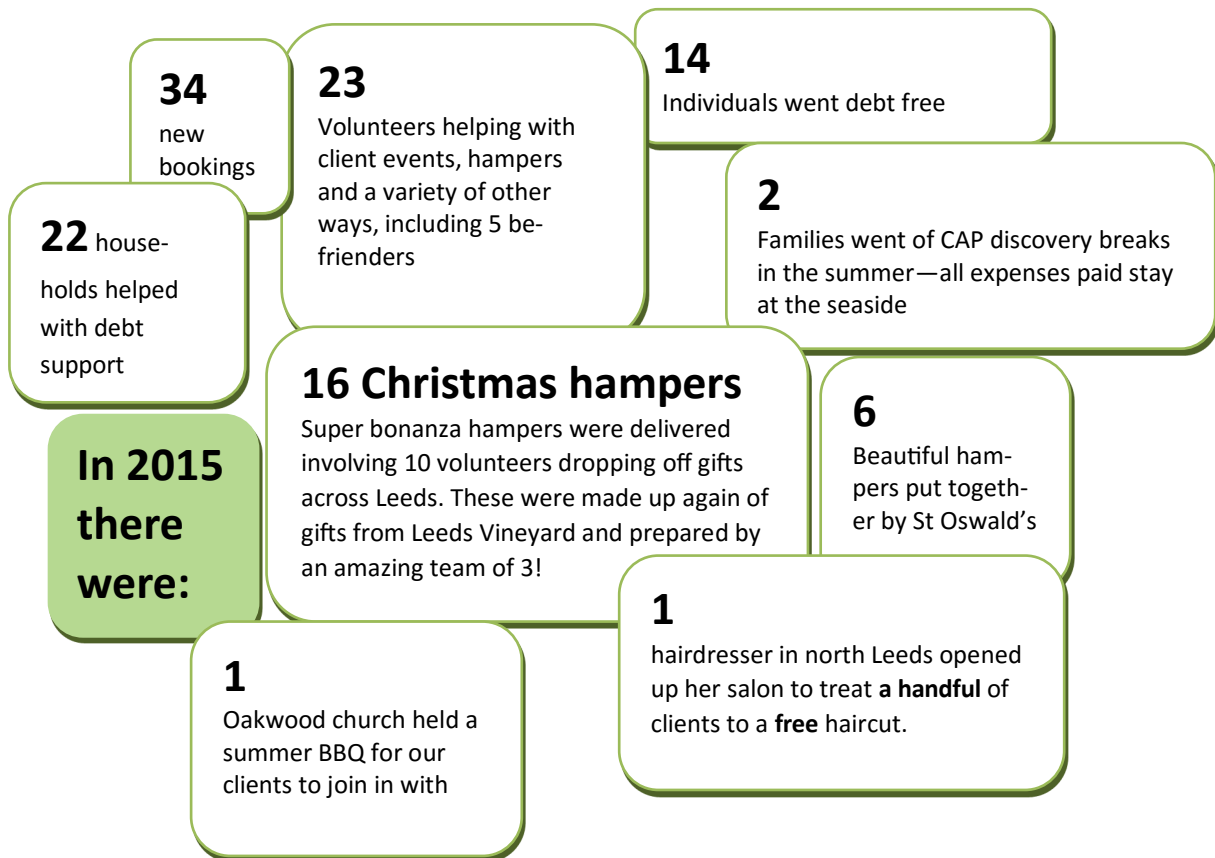 34
new
bookings
23
Volunteers helping with
client events, hampers
and a variety of other
ways, including 5 be-
frienders
14
Individuals went debt free
2
Families went of CAP discovery breaks
in the summer—all expenses paid stay
at the seaside
22 house-
holds helped
with debt
support
16 Christmas hampers
Super bonanza hampers were delivered
involving 10 volunteers dropping off gifts
across Leeds. These were made up again of
gifts from Leeds Vineyard and prepared by
an amazing team of 3!
6
Beautiful ham-
pers put togeth-
er by St Oswald’s
In 2015
there
were:
1
Oakwood church held a
summer BBQ for our
clients to join in with
1
hairdresser in north Leeds opened
up her salon to treat a handful of
clients to a free haircut.